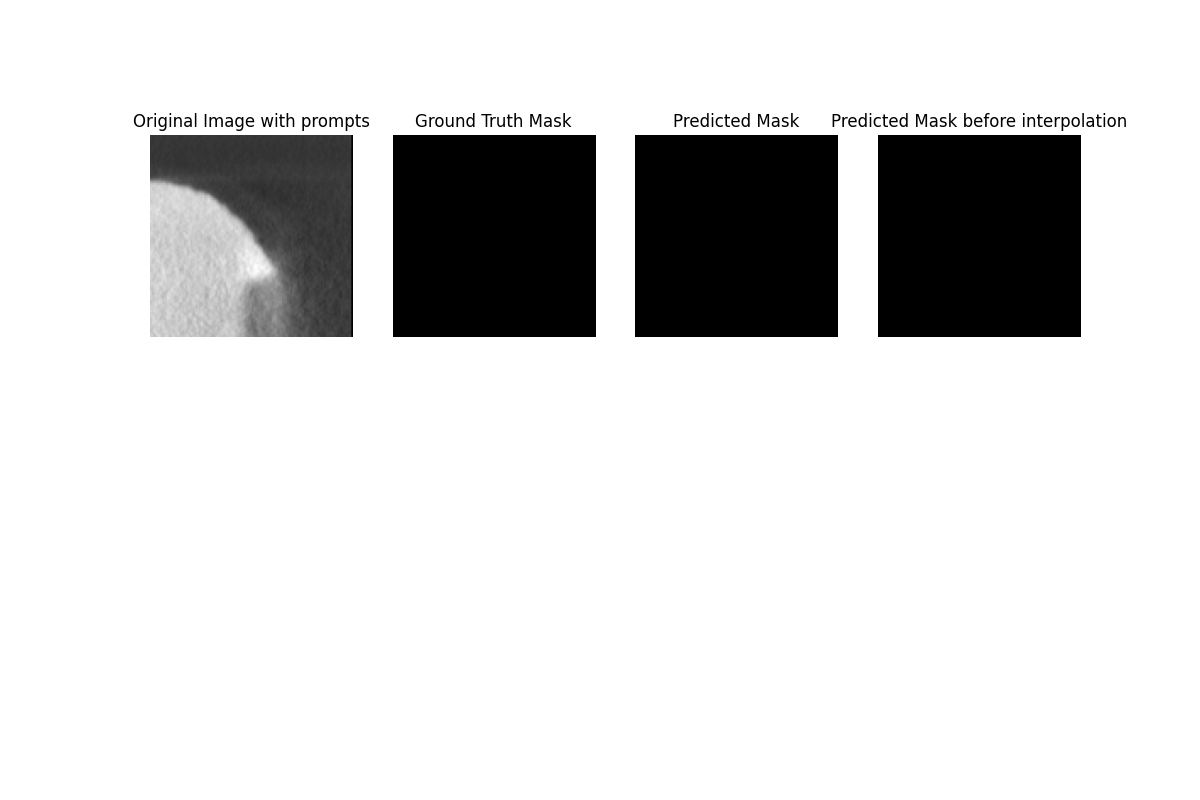 Original Image with prompts
Ground Truth Mask
Predicted Mask
Predicted Mask before interpolation